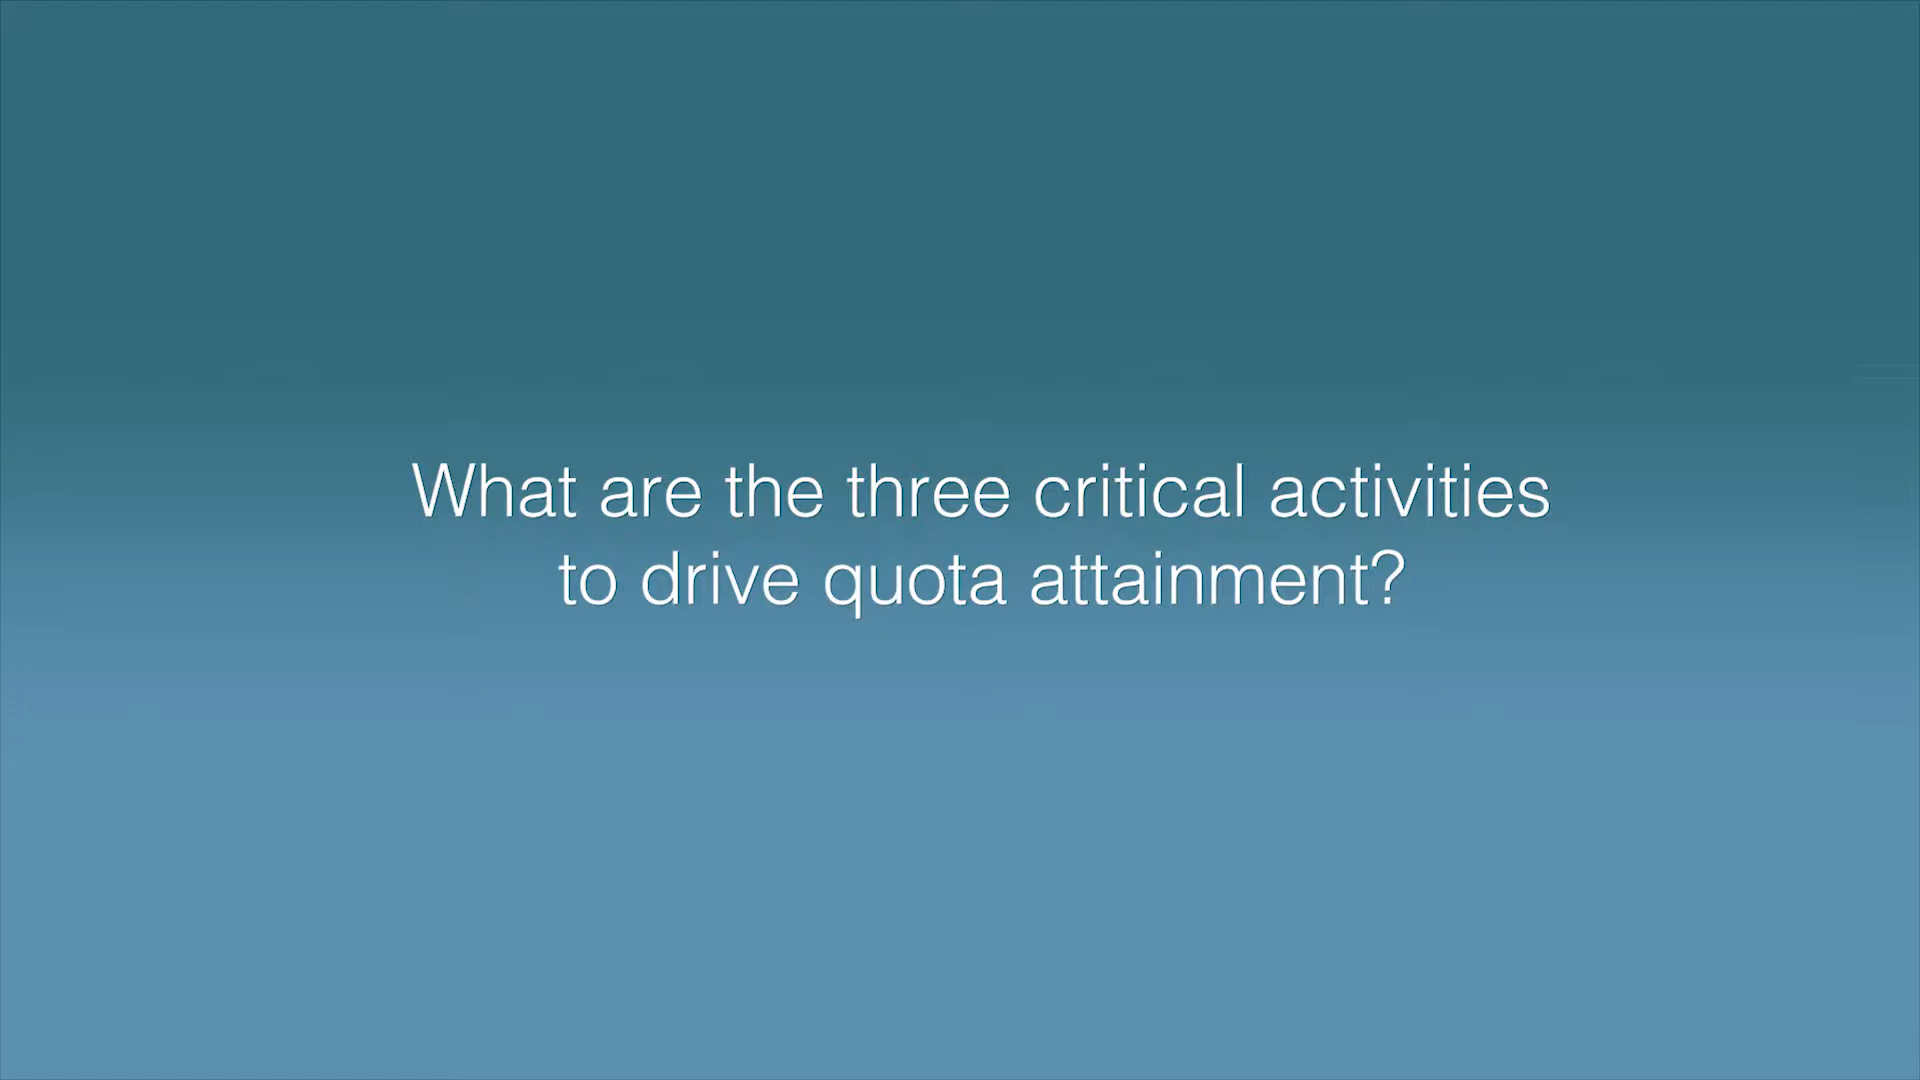 What are the three critical activities
to drive quota attainment?